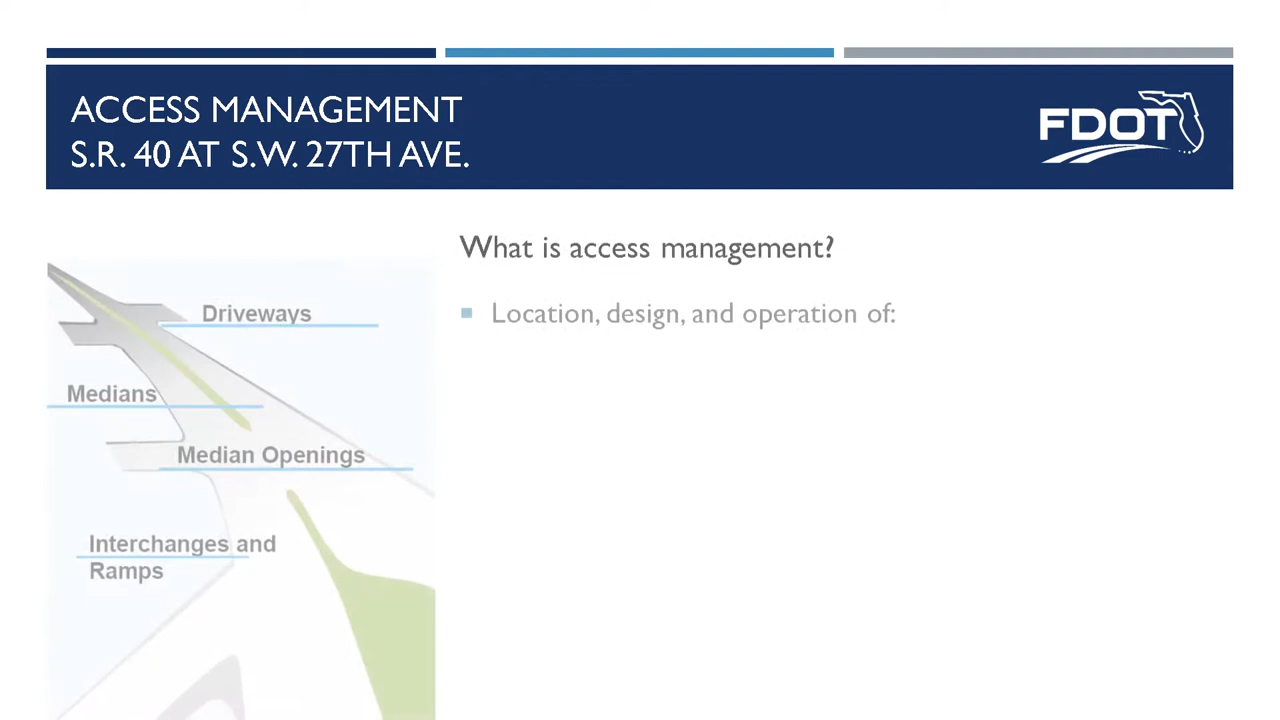 ACCESS MANAGEMENT
S.R. 40 AT S.W. 27TH AVE.
FDOT
What is access management?
Location, design, and operation of:
Driveways
Medians
Median Openings
Interchanges and
Ramps